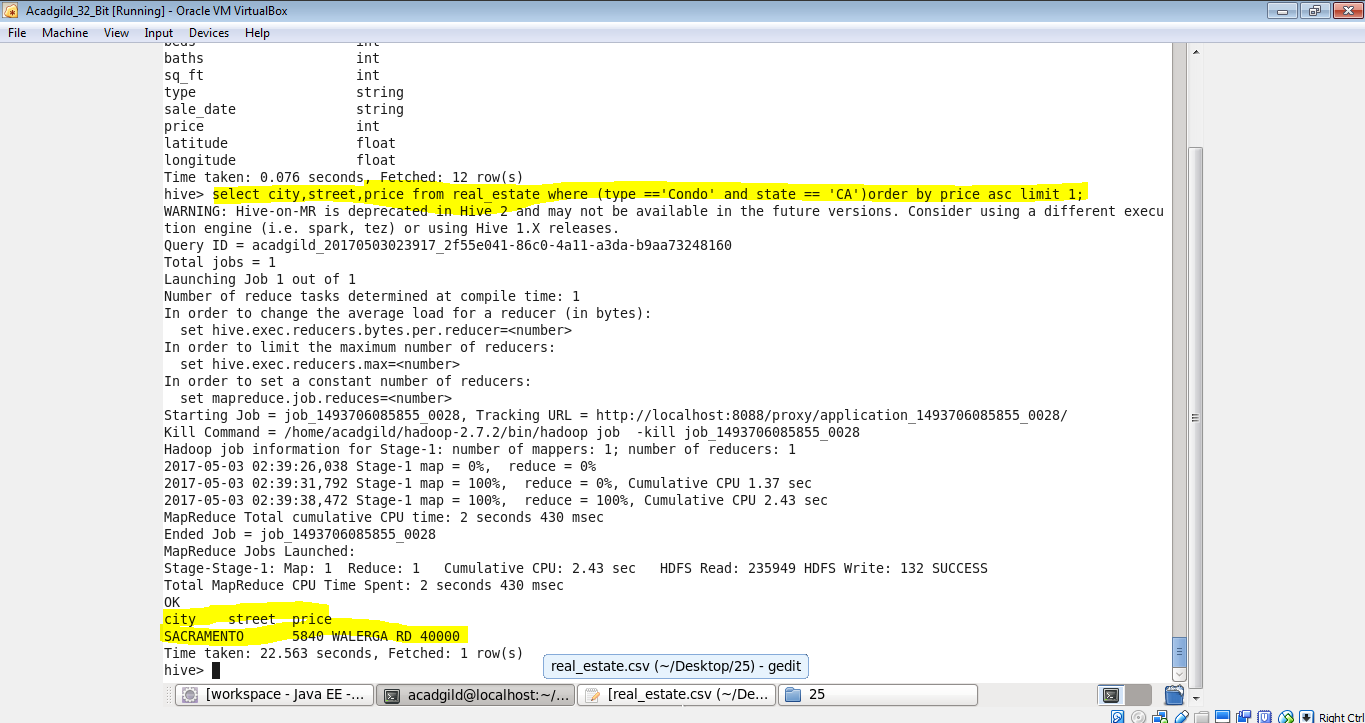 Acadgild_32_Bit [Running] - Oracle VM VirtualBox
File Machine View Input Devices Help
beds int
baths int
sq_ft int
type string
sale_date string
price int
latitude float
longitude float
Time taken: 0.076 seconds, Fetched: 12 row(s)
hive> select city,street,price from real_estate where (type =='Condo' and state == 'CA')order by price asc limit 1;
WARNING: Hive-on-MR is deprecated in Hive 2 and may not be available in the future versions. Consider using a different execu
tion engine (i.e. spark, tez) or using Hive 1.X releases.
Query ID = acadgild_20170503023917_2f55e041-86c0-4a11-a3da-b9aa73248160
Total jobs = 1
Launching Job 1 out of 1
Number of reduce tasks determined at compile time: 1
In order to change the average load for a reducer (in bytes):
  set hive.exec.reducers.bytes.per.reducer=<number>
In order to limit the maximum number of reducers:
  set hive.exec.reducers.max=<number>
In order to set a constant number of reducers:
  set mapreduce.job.reduces=<number>
Starting Job = job_1493706085855_0028, Tracking URL = http://localhost:8088/proxy/application_1493706085855_0028/
Kill Command = /home/acadgild/hadoop-2.7.2/bin/hadoop job  -kill job_1493706085855_0028
Hadoop job information for Stage-1: number of mappers: 1; number of reducers: 1
2017-05-03 02:39:26,038 Stage-1 map = 0%,  reduce = 0%
2017-05-03 02:39:31,792 Stage-1 map = 100%,  reduce = 0%, Cumulative CPU 1.37 sec
2017-05-03 02:39:38,472 Stage-1 map = 100%,  reduce = 100%, Cumulative CPU 2.43 sec
MapReduce Total cumulative CPU time: 2 seconds 430 msec
Ended Job = job_1493706085855_0028
MapReduce Jobs Launched:
Stage-Stage-1: Map: 1  Reduce: 1   Cumulative CPU: 2.43 sec   HDFS Read: 235949 HDFS Write: 132 SUCCESS
Total MapReduce CPU Time Spent: 2 seconds 430 msec
OK
city street price
SACRAMENTO 5840 WALERGA RD 40000
Time taken: 22.563 seconds, Fetched: 1 row(s)
hive>
real_estate.csv (~/Desktop/25) - gedit
[workspace - Java EE -... acadgild@localhost:~/... [real_estate.csv (~/De... 25
Right Ctrl